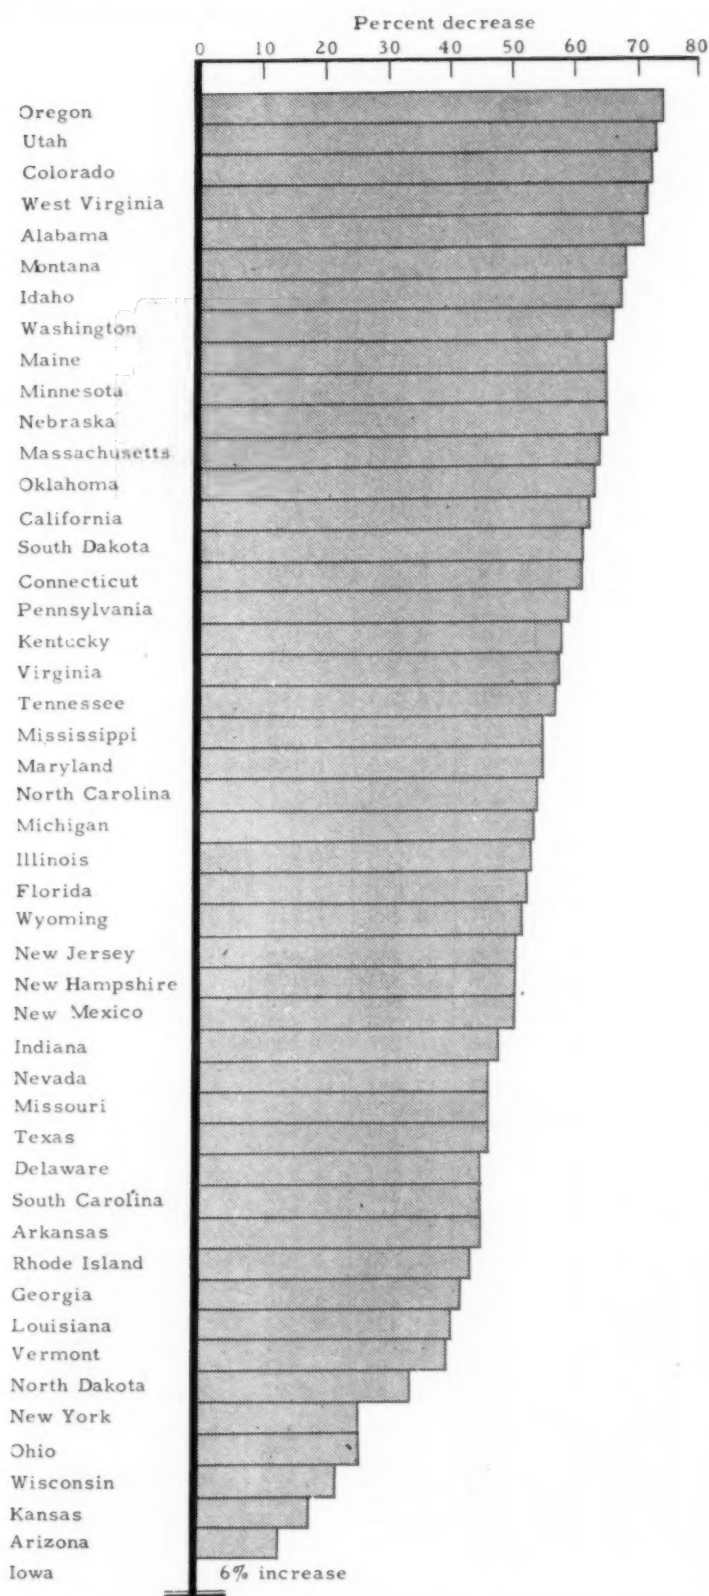 Percent decrease
0 10 20 30 40 50 60 70 80
Oregon
Utah
Colorado
West Virginia
Alabama
Montana
Idaho
Washington
Maine
Minnesota
Nebraska
Massachusetts
Oklahoma
California
South Dakota
Connecticut
Pennsylvania
Kentucky
Virginia
Tennessee
Mississippi
Maryland
North Carolina
Michigan
Illinois
Florida
Wyoming
New Jersey
New Hampshire
New Mexico
Indiana
Nevada
Missouri
Texas
Delaware
South Carolina
Arkansas
Rhode Island
Georgia
Louisiana
Vermont
North Dakota
New York
Ohio
Wisconsin
Kansas
Arizona
Iowa 6% increase